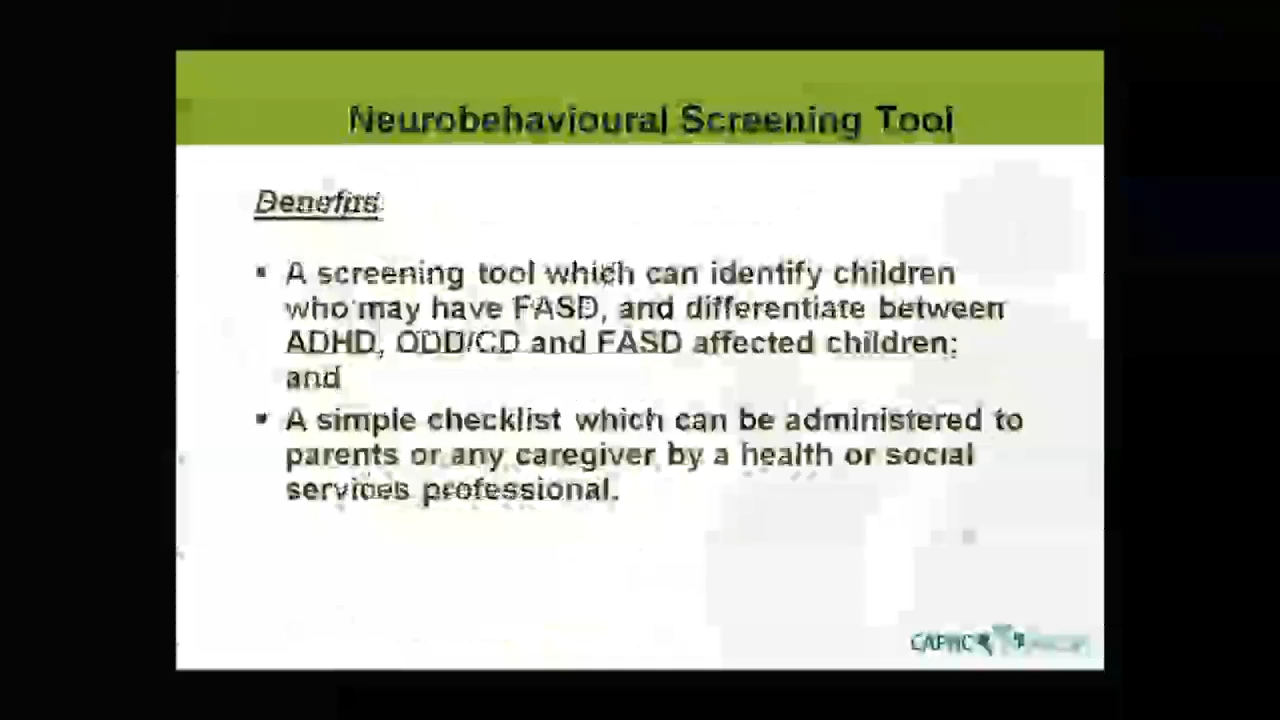 Neurobehavioural Screening Tool
Benefits
▪ A screening tool which can identify children
who may have FASD, and differentiate between
ADHD, ODD/CD and FASD affected children;
and
▪ A simple checklist which can be administered to
parents or any caregiver by a health or social
services professional.
CAPHC